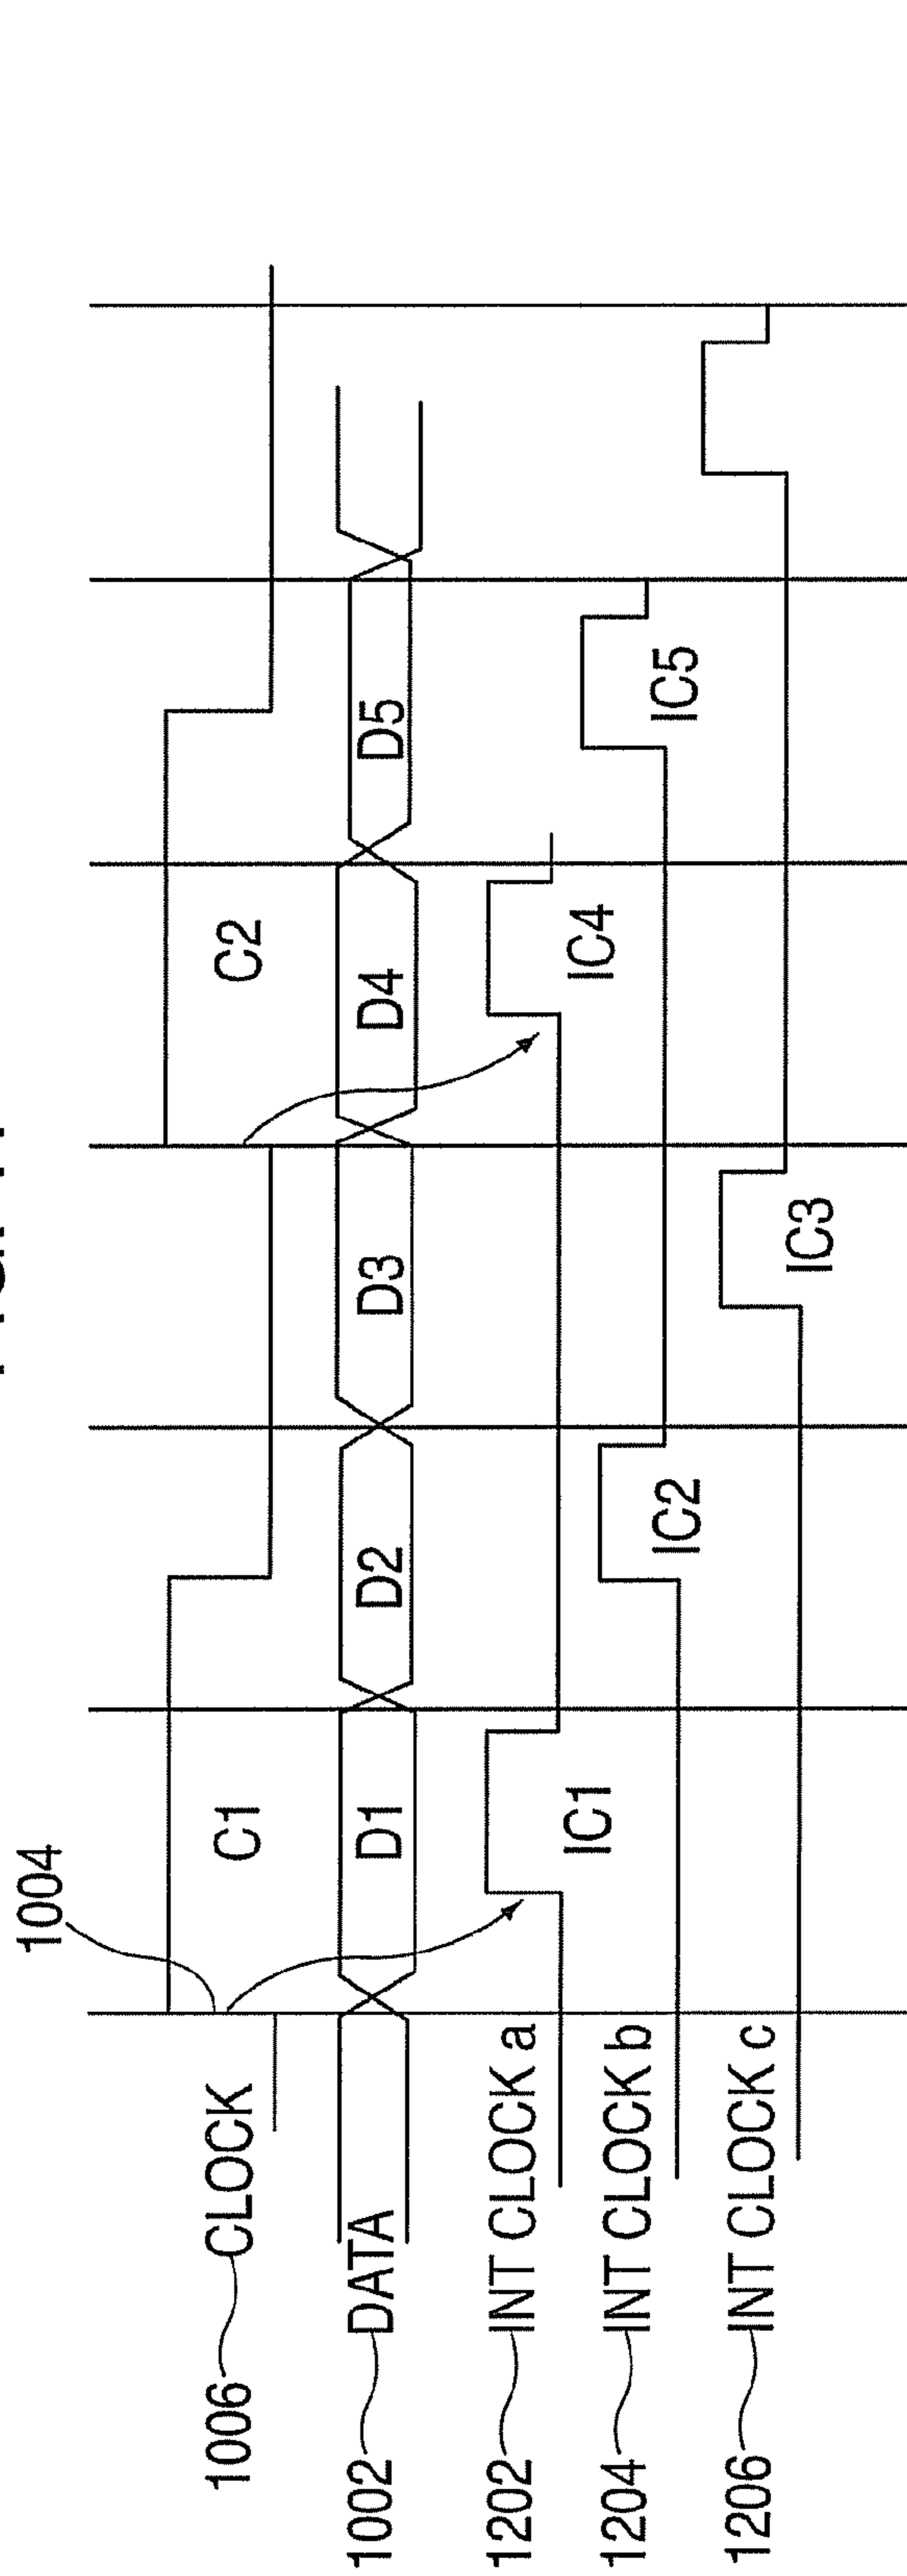 1004
1006 CLOCK C1 C2
1002 DATA D1 D2 D3 D4 D5
1202 INT CLOCK a IC1 IC4
1204 INT CLOCK b IC2 IC5
1206 INT CLOCK c IC3